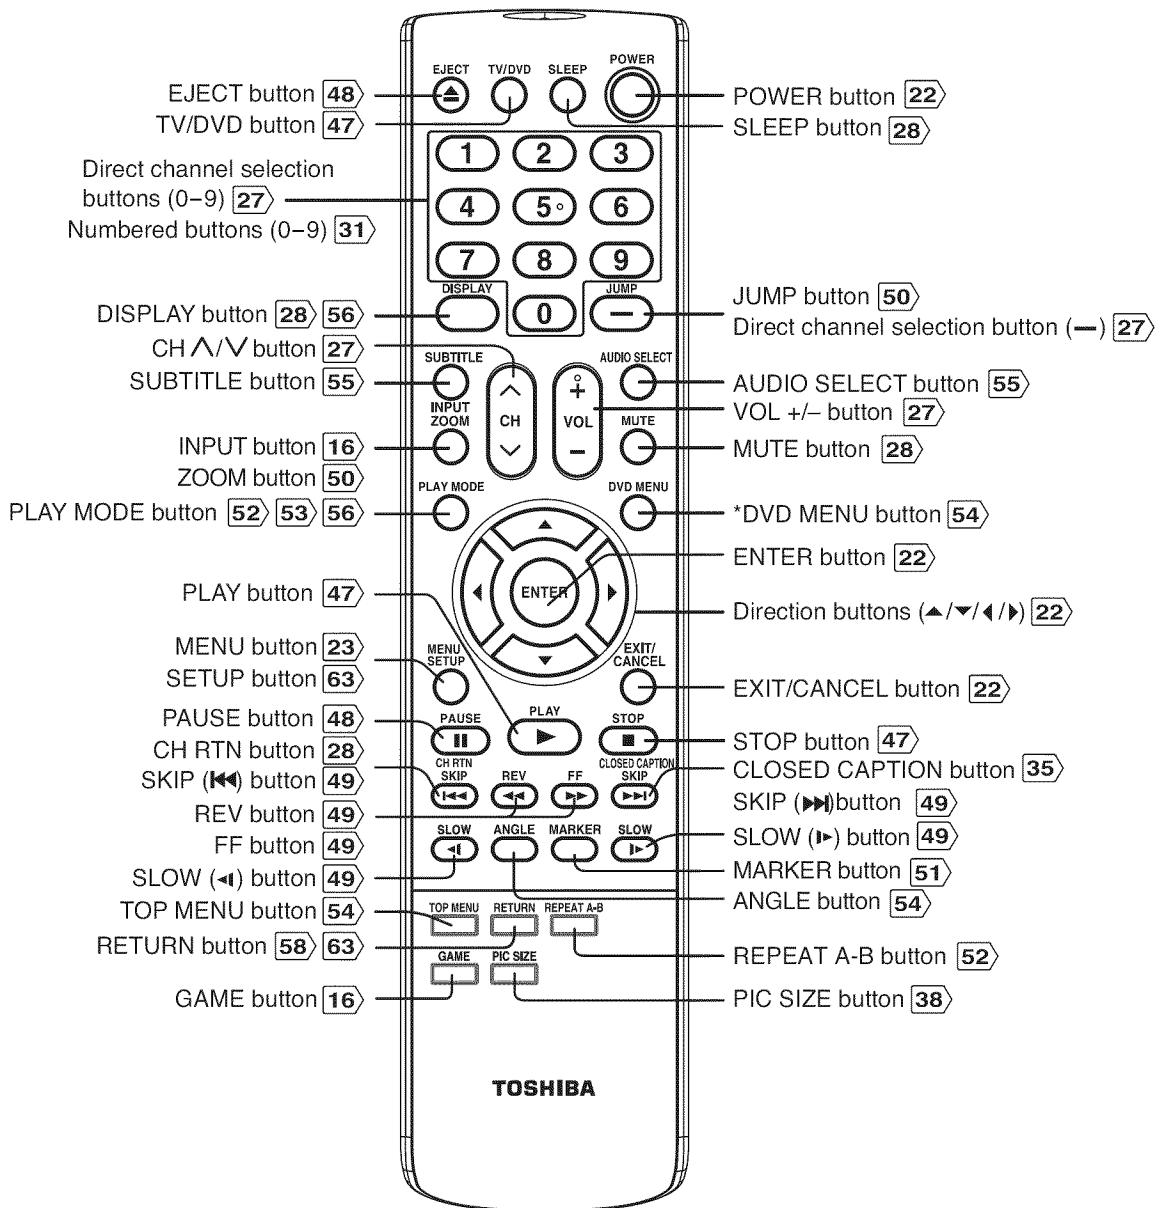 EJECT TV/DVD SLEEP POWER
EJECT button 48
TV/DVD button 47
Direct channel selection
buttons (0–9) 27
Numbered buttons (0–9) 31
DISPLAY button 28 56
CH ∧/∨ button 27
SUBTITLE button 55
INPUT button 16
ZOOM button 50
PLAY MODE button 52 53 56
PLAY button 47
MENU button 23
SETUP button 63
PAUSE button 48
CH RTN button 28
SKIP (⏮) button 49
REV button 49
FF button 49
SLOW (◄I) button 49
TOP MENU button 54
RETURN button 58 63
GAME button 16
1 2 3
4 5 6
7 8 9
DISPLAY 0 JUMP
–
SUBTITLE AUDIO SELECT
INPUT
ZOOM CH + VOL – MUTE
PLAY MODE DVD MENU
ENTER
MENU
SETUP
EXIT/
CANCEL
PAUSE PLAY STOP
CH RTN CLOSED CAPTION
SKIP REV FF SKIP
SLOW ANGLE MARKER SLOW
TOP MENU RETURN REPEAT A-B
GAME PIC SIZE
TOSHIBA
POWER button 22
SLEEP button 28
JUMP button 50
Direct channel selection button (—) 27
AUDIO SELECT button 55
VOL +/– button 27
MUTE button 28
*DVD MENU button 54
ENTER button 22
Direction buttons (▲/▼/◄/►) 22
EXIT/CANCEL button 22
STOP button 47
CLOSED CAPTION button 35
SKIP (⏭)button 49
SLOW (I►) button 49
MARKER button 51
ANGLE button 54
REPEAT A-B button 52
PIC SIZE button 38